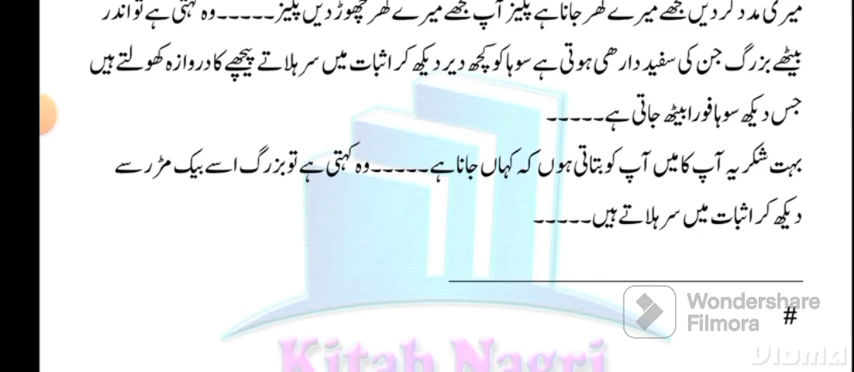 میری مدد کر دیں مجھے میرے گھر جانا ہے پلیز آپ مجھے میرے گھر چھوڑ دیں پلیز۔۔۔۔۔وہ کہتی ہے تو اندر
بیٹھے بزرگ جن کی سفید دارھی ہوتی ہے سوہا کو کچھ دیر دیکھ کر اثبات میں سر ہلاتے پیچھے کا دروازہ کھولتے ہیں
جس دیکھ سوہا فورا بیٹھ جاتی ہے۔۔۔۔۔
بہت شکریہ آپ کا میں آپ کو بتاتی ہوں کہ کہاں جانا ہے۔۔۔۔۔۔وہ کہتی ہے تو بزرگ اسے بیک مڑر سے
دیکھ کر اثبات میں سر ہلاتے ہیں۔۔۔۔۔
Wondershare
Filmora
#
Kitab Nagri